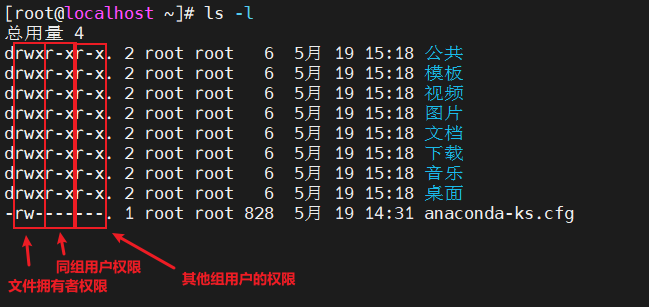 [root@localhost ~]# ls -l
总用量 4
drwxr-xr-x. 2 root root   6  5月 19 15:18 公共
drwxr-xr-x. 2 root root   6  5月 19 15:18 模板
drwxr-xr-x. 2 root root   6  5月 19 15:18 视频
drwxr-xr-x. 2 root root   6  5月 19 15:18 图片
drwxr-xr-x. 2 root root   6  5月 19 15:18 文档
drwxr-xr-x. 2 root root   6  5月 19 15:18 下载
drwxr-xr-x. 2 root root   6  5月 19 15:18 音乐
drwxr-xr-x. 2 root root   6  5月 19 15:18 桌面
-rw-------. 1 root root 828  5月 19 14:31 anaconda-ks.cfg
同组用户权限
其他组用户的权限
文件拥有者权限